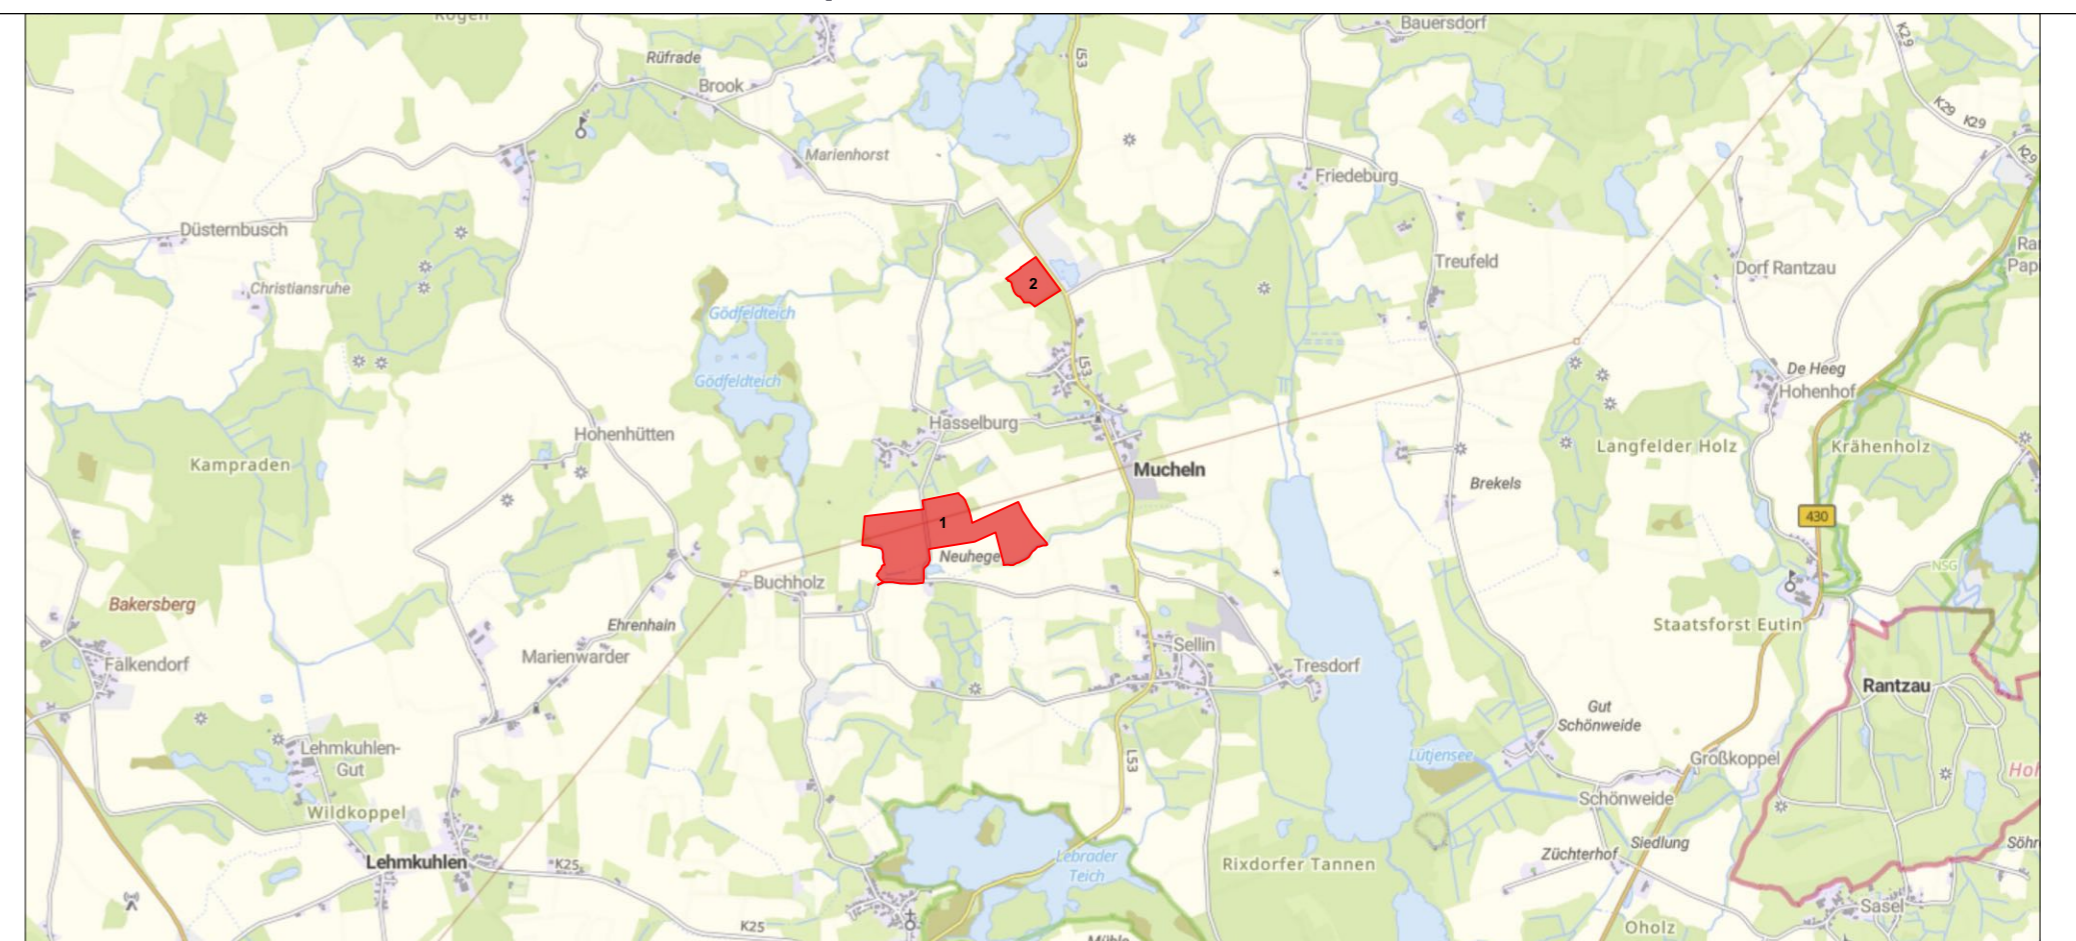 Bauersdorf
K29
L53
Rüfrade
Brook
K29
K29
Marienhorst
K29
Friedeburg
Düsternbusch
Treufeld
Dorf Rantzau
Christiansruhe
2
Gödfeldteich
L53
De Heeg
Gödfeldteich
Hohenhof
Hasselburg
Hohenhütten
Langfelder Holz
Krähenholz
Kampraden
Mucheln
Brekels
430
1
Neuhege
NSG
Buchholz
Bakersberg
Ehrenhain
Staatsforst Eutin
Sellin
Marienwarder
Fälkendorf
Tresdorf
Rantzau
Gut
Schönweide
Lehmkuhlen-
Gut
L53
Lütjensee
Großkoppel
Schönweide
Wildkoppel
Siedlung
Züchterhof
Lebrader
Teich
Lehmkuhlen
K25
Rixdorfer Tannen
Sasel
K25
Oholz